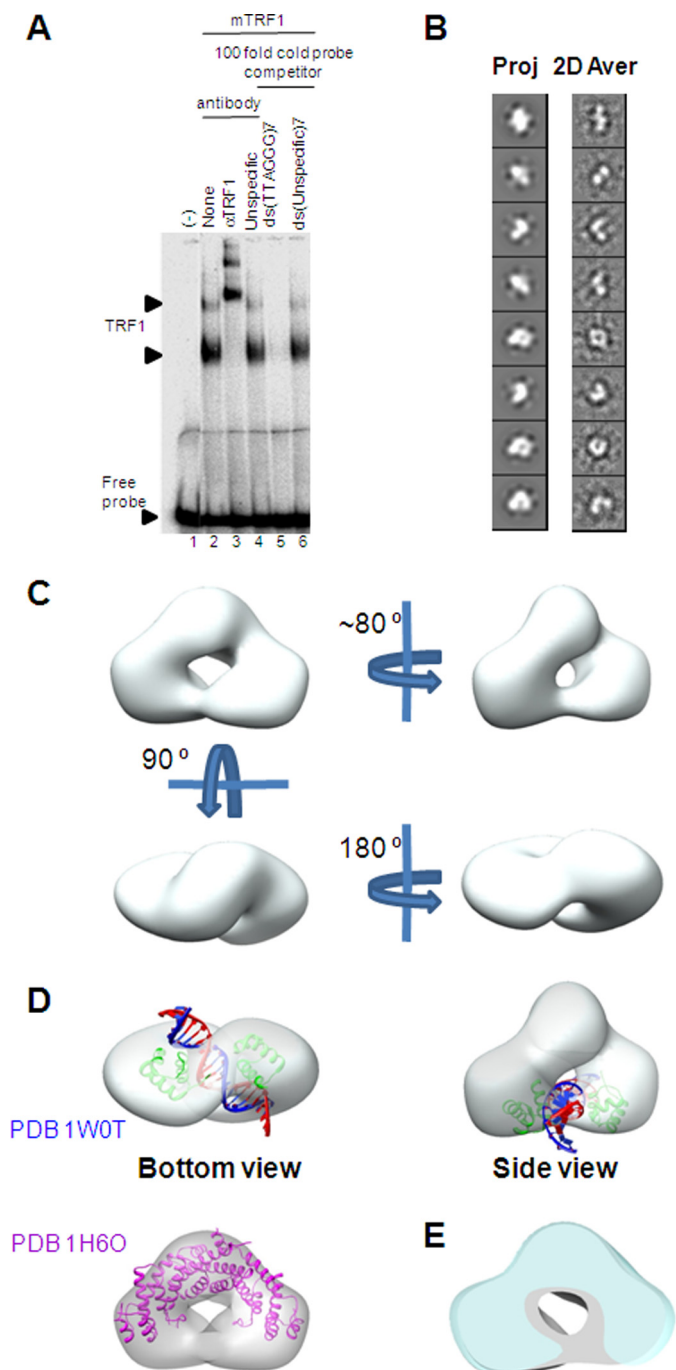 A
mTRF1
100 fold cold probe
competitor
antibody
(-)
None
αTRF1
Unspecific
ds(TTAGGG)7
ds(Unspecific)7
TRF1
Free
probe
1 2 3 4 5 6
B
Proj 2D Aver
C
~80 º
90 º
180 º
D
PDB 1W0T
Bottom view
Side view
PDB 1H6O
E